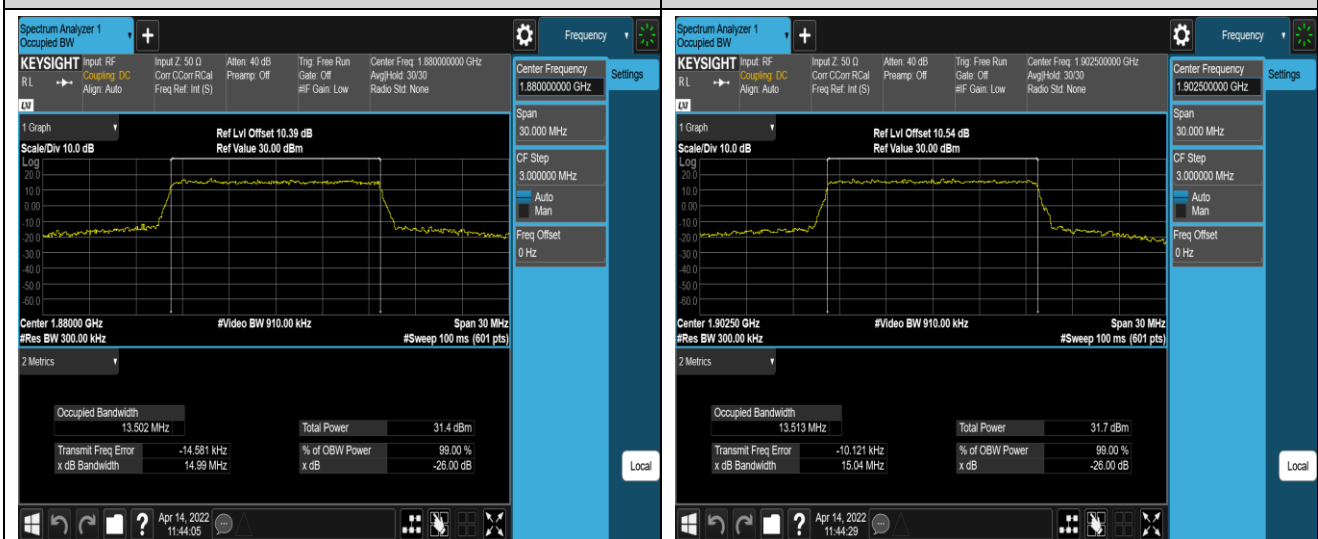 Spectrum Analyzer 1
Occupied BW
+
Frequency
KEYSIGHT
RL
LXI
Input: RF
Coupling: DC
Align: Auto
Input Z: 50 Ω
Corr CCorr RCal
Freq Ref: Int (S)
Atten: 40 dB
Preamp: Off
Trig: Free Run
Gate: Off
#IF Gain: Low
Center Freq: 1.880000000 GHz
Avg|Hold: 30/30
Radio Std: None
Center Frequency
1.880000000 GHz
Settings
Span
30.000 MHz
CF Step
3.000000 MHz
Auto
Man
Freq Offset
0 Hz
Local
1 Graph
Scale/Div 10.0 dB
Ref Lvl Offset 10.39 dB
Ref Value 30.00 dBm
Log
20.0
10.0
0.00
-10.0
-20.0
-30.0
-40.0
-50.0
-60.0
Center 1.88000 GHz
#Video BW 910.00 kHz
Span 30 MHz
#Res BW 300.00 kHz
#Sweep 100 ms (601 pts)
2 Metrics
Occupied Bandwidth
13.502 MHz
Total Power 31.4 dBm
Transmit Freq Error -14.581 kHz
% of OBW Power 99.00 %
x dB Bandwidth 14.99 MHz
x dB -26.00 dB
?
Apr 14, 2022
11:44:05
Spectrum Analyzer 1
Occupied BW
+
Frequency
KEYSIGHT
RL
LXI
Input: RF
Coupling: DC
Align: Auto
Input Z: 50 Ω
Corr CCorr RCal
Freq Ref: Int (S)
Atten: 40 dB
Preamp: Off
Trig: Free Run
Gate: Off
#IF Gain: Low
Center Freq: 1.902500000 GHz
Avg|Hold: 30/30
Radio Std: None
Center Frequency
1.902500000 GHz
Settings
Span
30.000 MHz
CF Step
3.000000 MHz
Auto
Man
Freq Offset
0 Hz
Local
1 Graph
Scale/Div 10.0 dB
Ref Lvl Offset 10.54 dB
Ref Value 30.00 dBm
Log
20.0
10.0
0.00
-10.0
-20.0
-30.0
-40.0
-50.0
-60.0
Center 1.90250 GHz
#Video BW 910.00 kHz
Span 30 MHz
#Res BW 300.00 kHz
#Sweep 100 ms (601 pts)
2 Metrics
Occupied Bandwidth
13.513 MHz
Total Power 31.7 dBm
Transmit Freq Error -10.121 kHz
% of OBW Power 99.00 %
x dB Bandwidth 15.04 MHz
x dB -26.00 dB
?
Apr 14, 2022
11:44:29